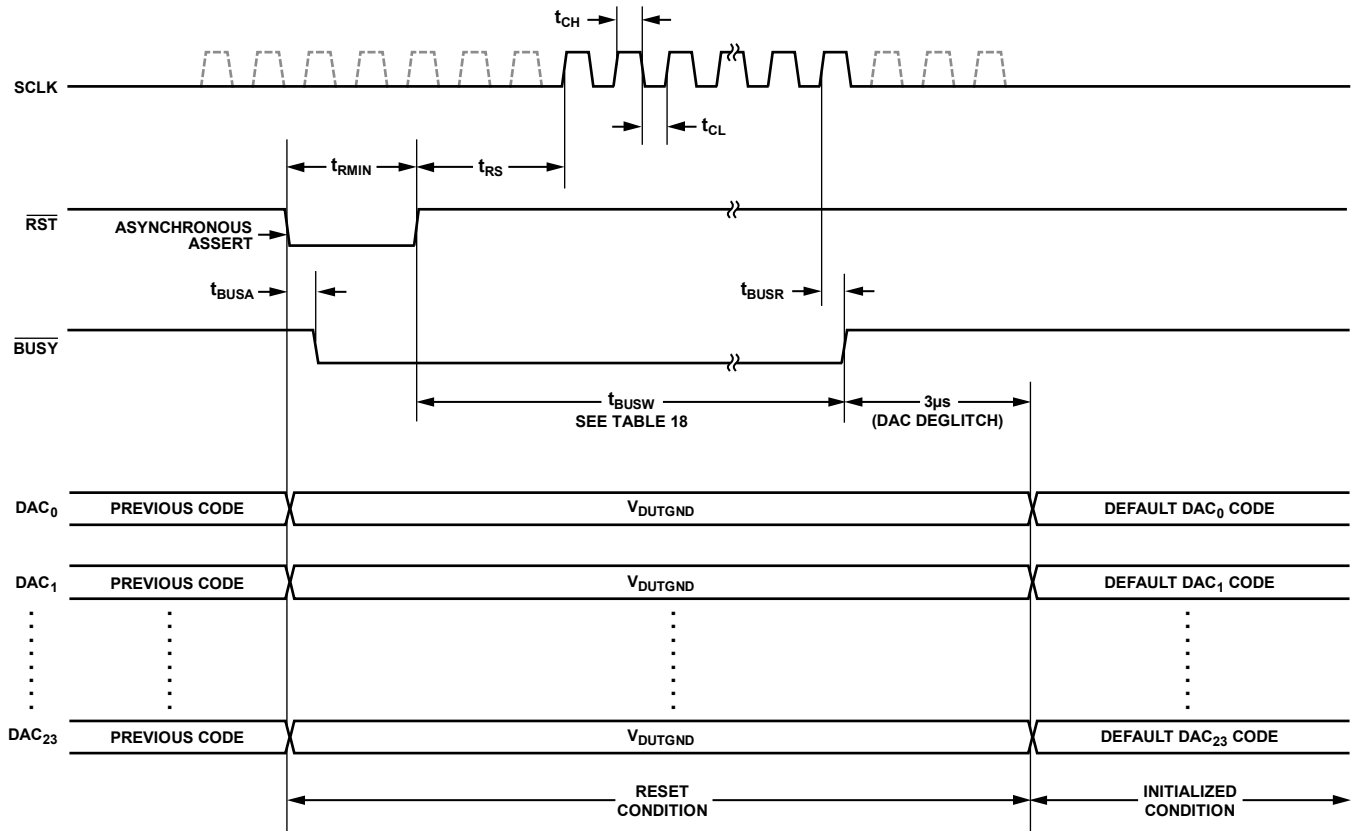 tCH
SCLK
tCL
tRMIN
tRS
RST
ASYNCHRONOUS
ASSERT
tBUSA
tBUSR
BUSY
tBUSW
SEE TABLE 18
3µs
(DAC DEGLITCH)
DAC0 PREVIOUS CODE VDUTGND DEFAULT DAC0 CODE
DAC1 PREVIOUS CODE VDUTGND DEFAULT DAC1 CODE
DAC23 PREVIOUS CODE VDUTGND DEFAULT DAC23 CODE
RESET
CONDITION
INITIALIZED
CONDITION